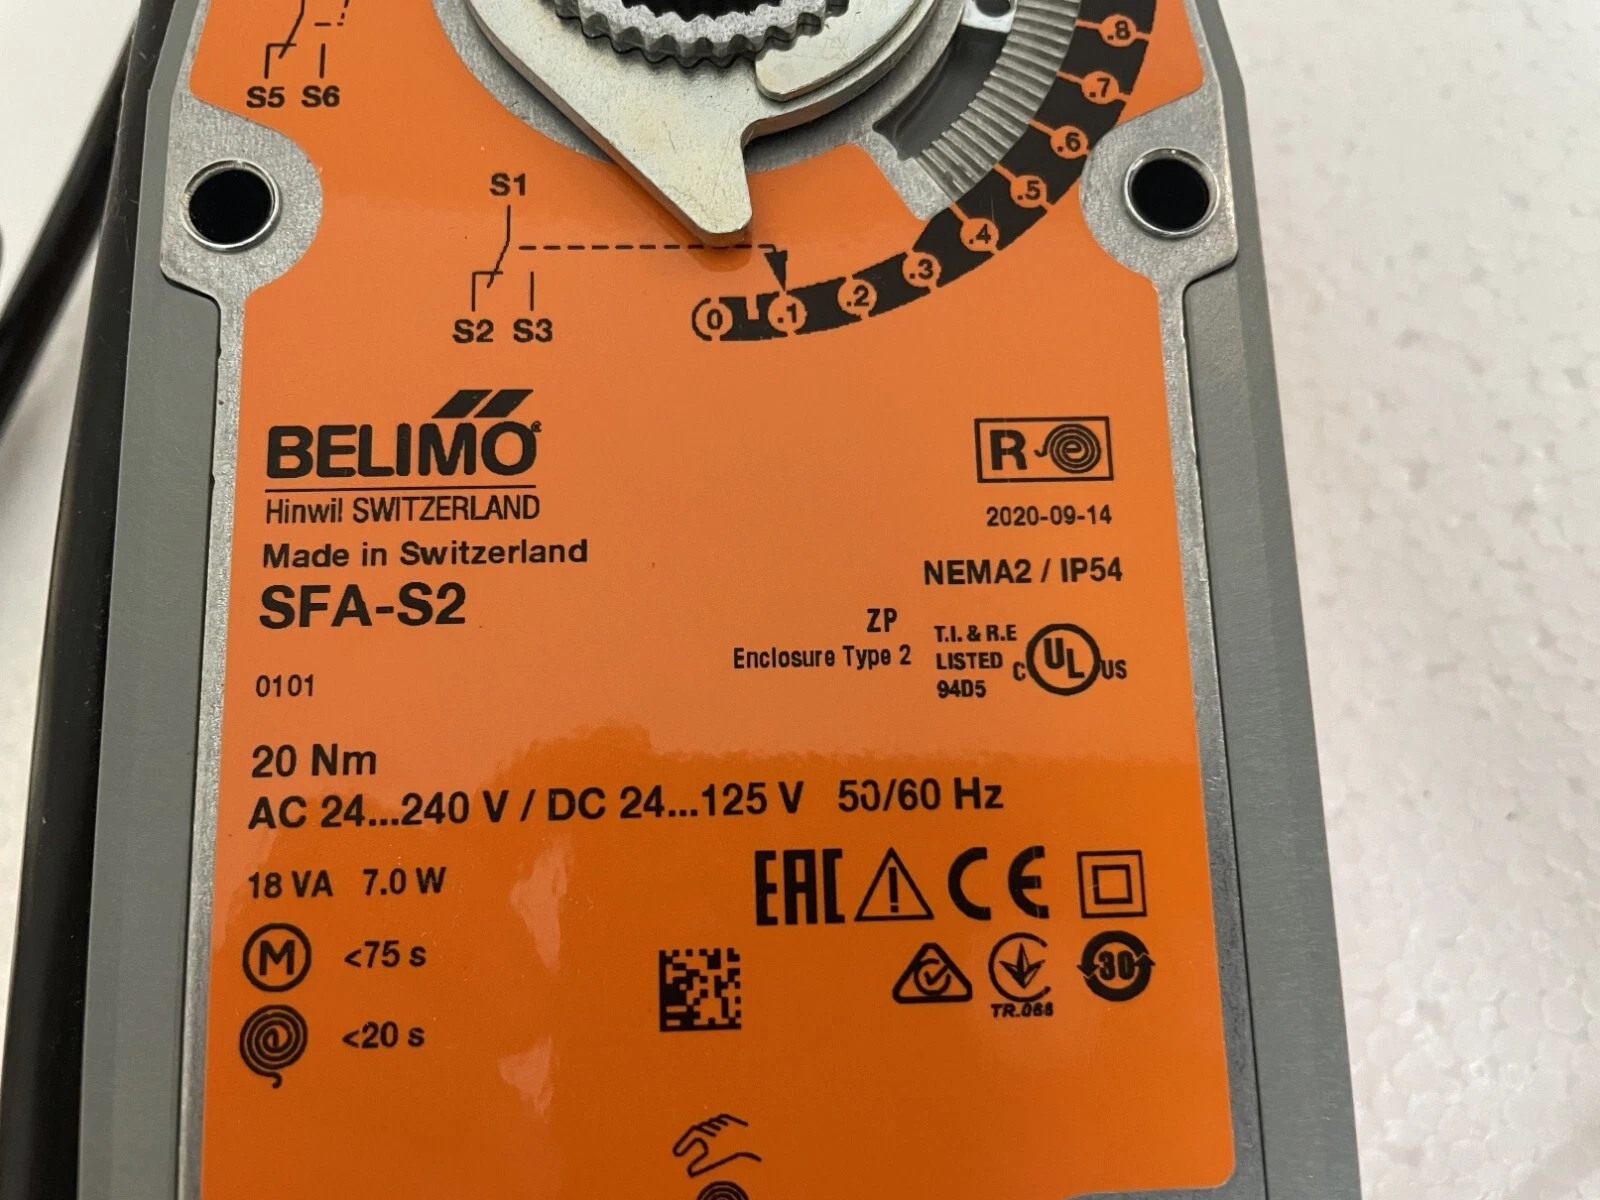 S5 S6
.8
.7
.6
.5
.4
.3
.2
.1
0
S1
S2 S3
BELIMO®
Hinwil SWITZERLAND
Made in Switzerland
SFA-S2
0101
R
2020-09-14
NEMA2 / IP54
ZP
Enclosure Type 2
T.I. & R.E
LISTED
94D5
C UL US
20 Nm
AC 24...240 V / DC 24...125 V 50/60 Hz
18 VA 7.0 W
EAC CE
M <75 s
30
TR.066
<20 s